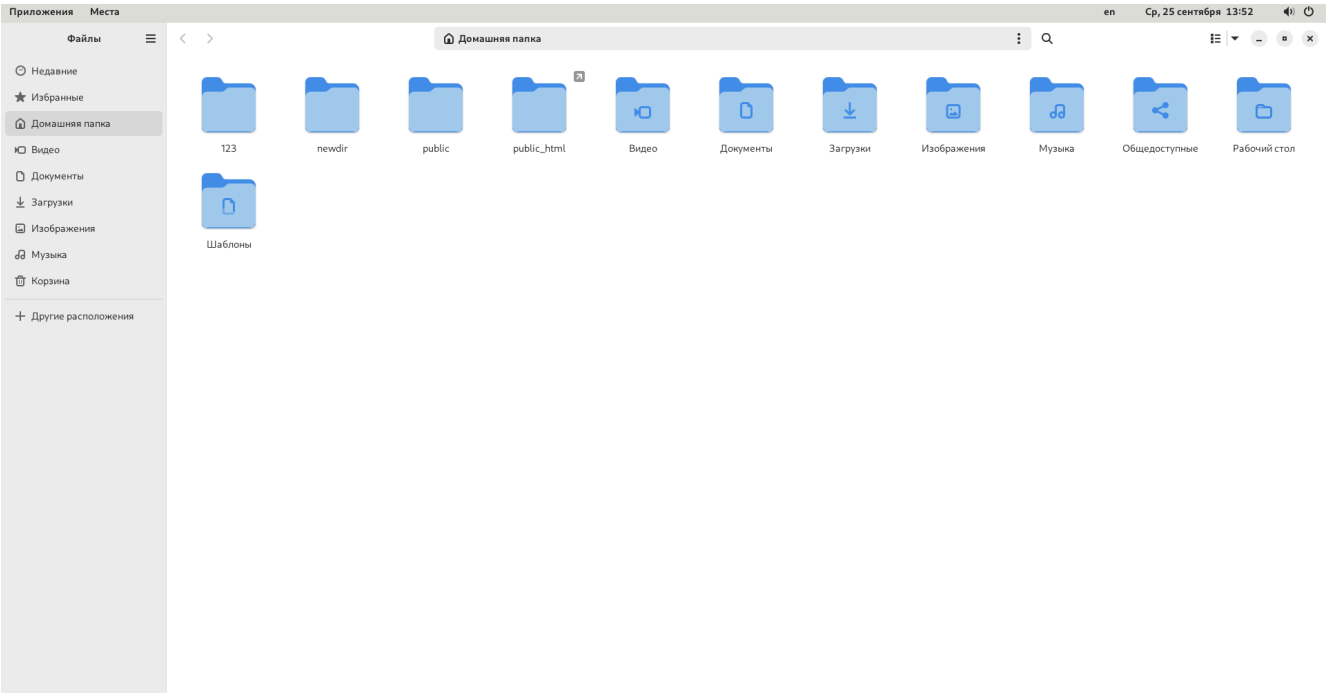 Приложения Места en Ср, 25 сентября 13:52
Файлы Домашняя папка
Недавние
Избранные
Домашняя папка
Видео
Документы
Загрузки
Изображения
Музыка
Корзина
Другие расположения
123 newdir public public_html Видео Документы Загрузки Изображения Музыка Общедоступные Рабочий стол
Шаблоны